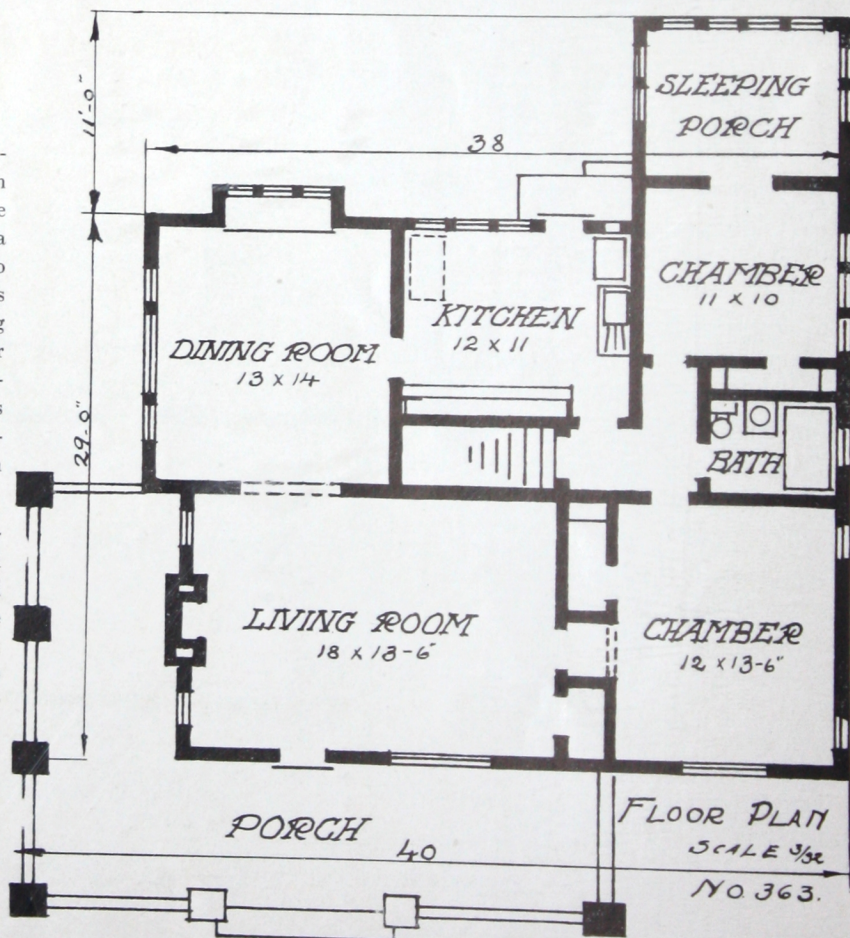 11'-0"
SLEEPING
PORCH
38
CHAMBER
11 x 10
KITCHEN
12 x 11
DINING ROOM
13 x 14
29-0"
BATH
LIVING ROOM
18 x 13-6"
CHAMBER
12 x 13-6"
PORCH
FLOOR PLAN
SCALE 3/32
40
NO. 363.